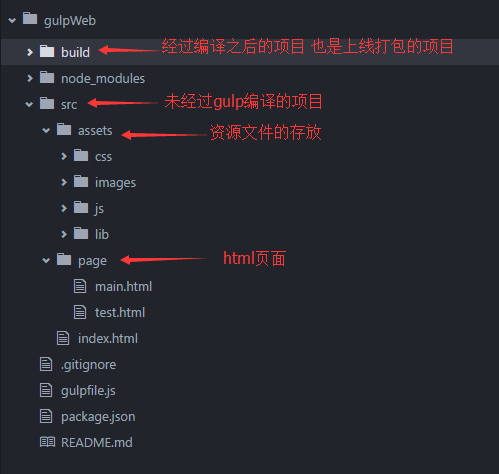 gulpWeb
build 经过编译之后的项目 也是上线打包的项目
node_modules
src 未经过gulp编译的项目
assets 资源文件的存放
css
images
js
lib
page html页面
main.html
test.html
index.html
.gitignore
gulpfile.js
package.json
README.md